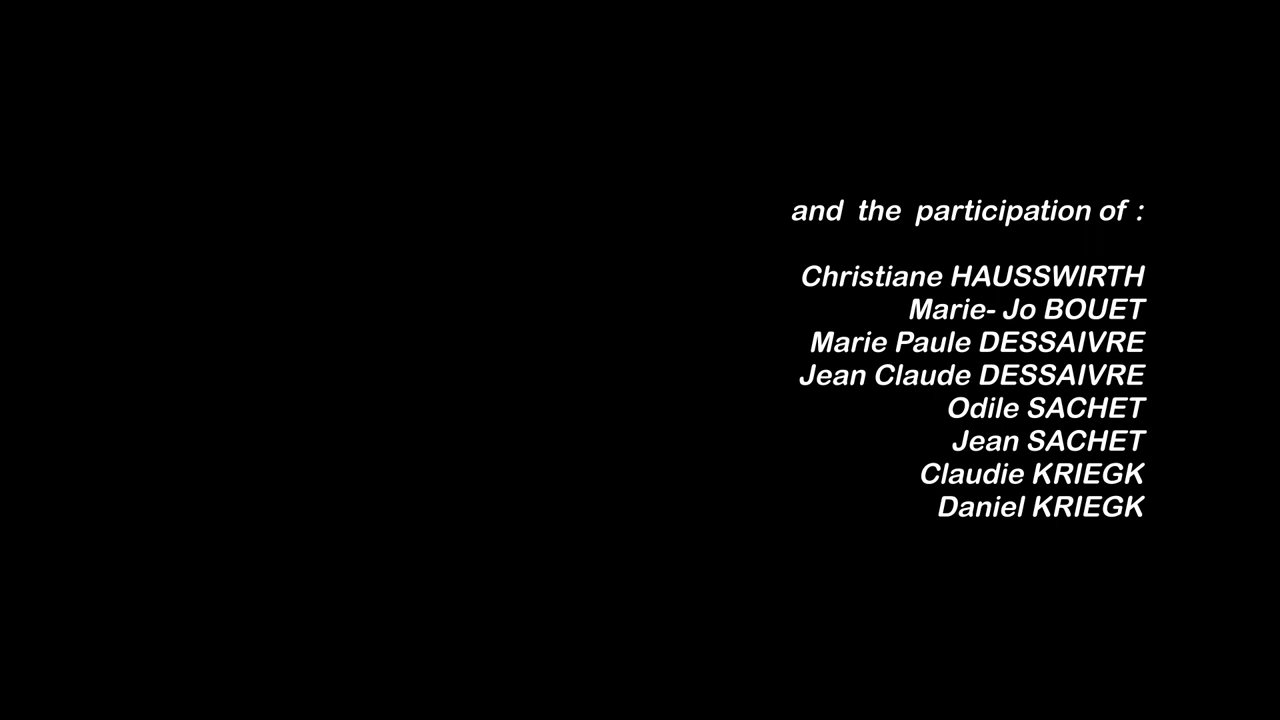 and the participation of :
Christiane HAUSSWIRTH
Marie- Jo BOUET
Marie Paule DESSAIVRE
Jean Claude DESSAIVRE
Odile SACHET
Jean SACHET
Claudie KRIEGK
Daniel KRIEGK